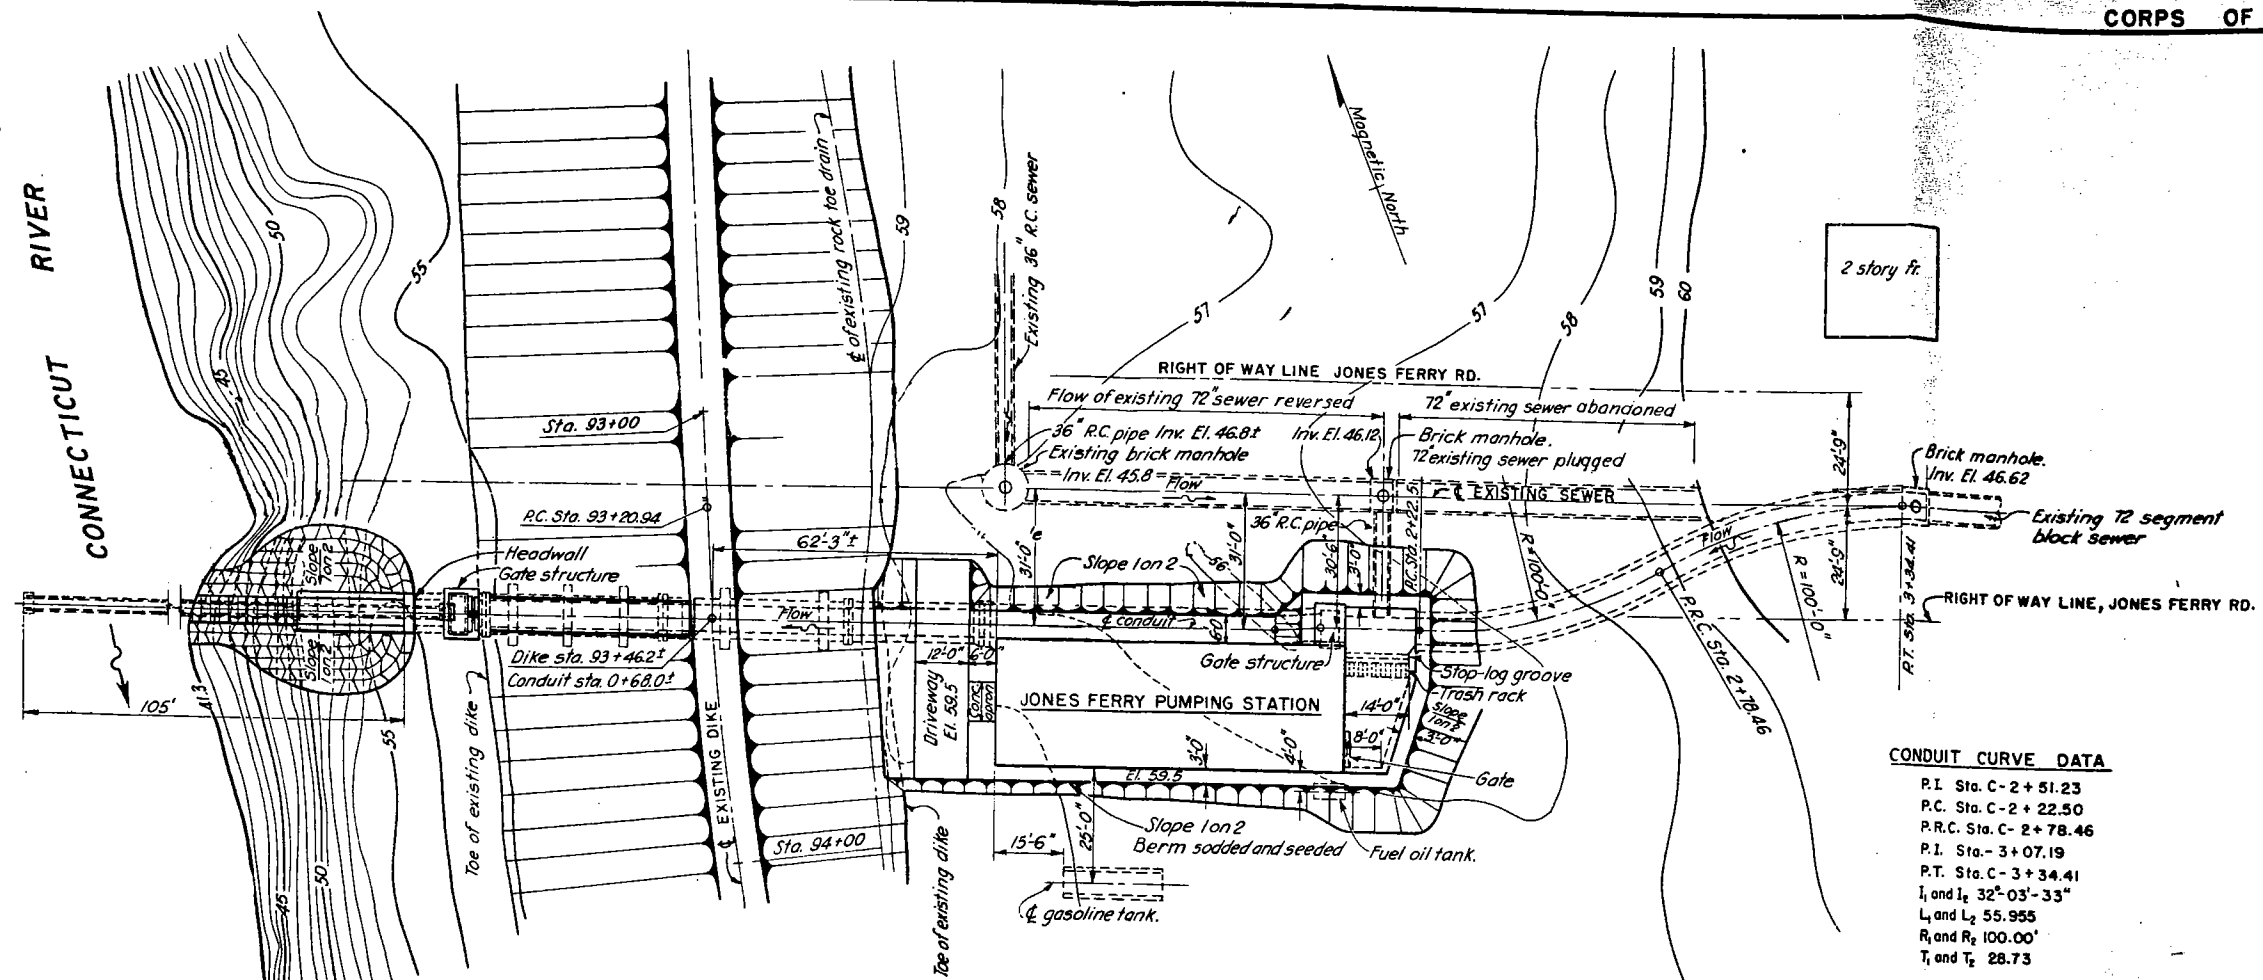 CORPS OF
CONNECTICUT RIVER
50
55
45
Sta. 93+00
P.C. Sta. 93+20.94
Headwall
Gate structure
Slope
1 on 2
Slope
1 on 2
105'
41.3
55
50
45
Toe of existing dike
Dike sta. 93+46.2±
Conduit sta. 0+68.0±
℄ EXISTING DIKE
Sta. 94+00
℄ of existing rock toe drain
59
58
Existing 36" R.C. sewer
57
Magnetic North
57
58
59
60
2 story fr.
RIGHT OF WAY LINE JONES FERRY RD.
Flow of existing 72" sewer reversed
72" existing sewer abandoned
36" R.C. pipe Inv. El. 46.8±
Existing brick manhole
Inv. El. 45.8
Flow
Inv. El. 46.12
Brick manhole.
72" existing sewer plugged
℄ EXISTING SEWER
24'-9"
24'-9"
Brick manhole.
Inv. El. 46.62
Existing 72 segment
block sewer
62'-3"±
31'-0"
Slope 1 on 2
56
31'-0"
36" R.C. pipe
30'-6"
3'-0"
P.C. Sta. 2+22.5
R=100'-0"
Flow
R=100'-0"
P.R.C. Sta. 2+78.46
P.T. Sta. 3+34.41
RIGHT OF WAY LINE, JONES FERRY RD.
Flow
℄ conduit
6'-0"
Gate structure
12'-0"
6'-0"
Driveway
El. 59.5
Conc.
apron
JONES FERRY PUMPING STATION
Stop-log groove
Trash rack
14'-0"
Slope
1 on 2
3'-0"
8'-0"
3'-0"
4'-0"
El. 59.5
Gate
Slope 1 on 2
Berm sodded and seeded
Fuel oil tank.
15'-6"
25'-0"
℄ gasoline tank.
Toe of existing dike
CONDUIT CURVE DATA
P.I. Sta. C-2+51.23
P.C. Sta. C-2+22.50
P.R.C. Sta. C-2+78.46
P.I. Sta.-3+07.19
P.T. Sta. C-3+34.41
I₁ and I₂ 32°-03'-33"
L₁ and L₂ 55.955
R₁ and R₂ 100.00'
T₁ and T₂ 28.73